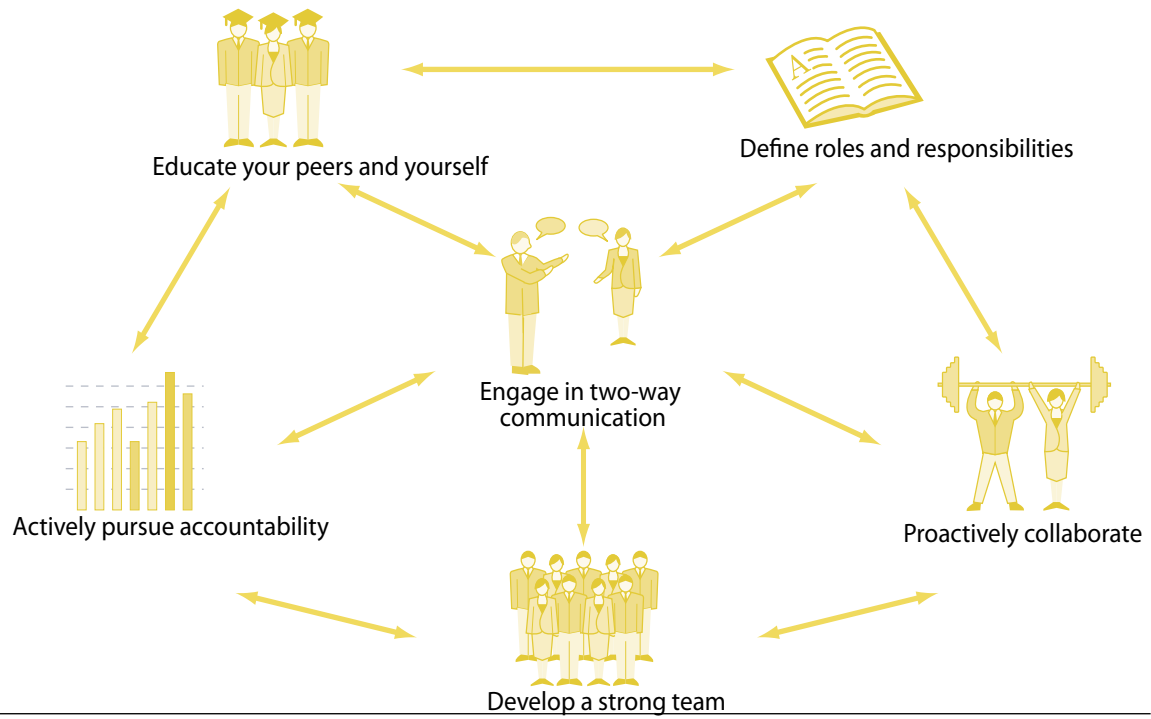 Educate your peers and yourself
A
Define roles and responsibilities
Engage in two-way
communication
Actively pursue accountability
Proactively collaborate
Develop a strong team